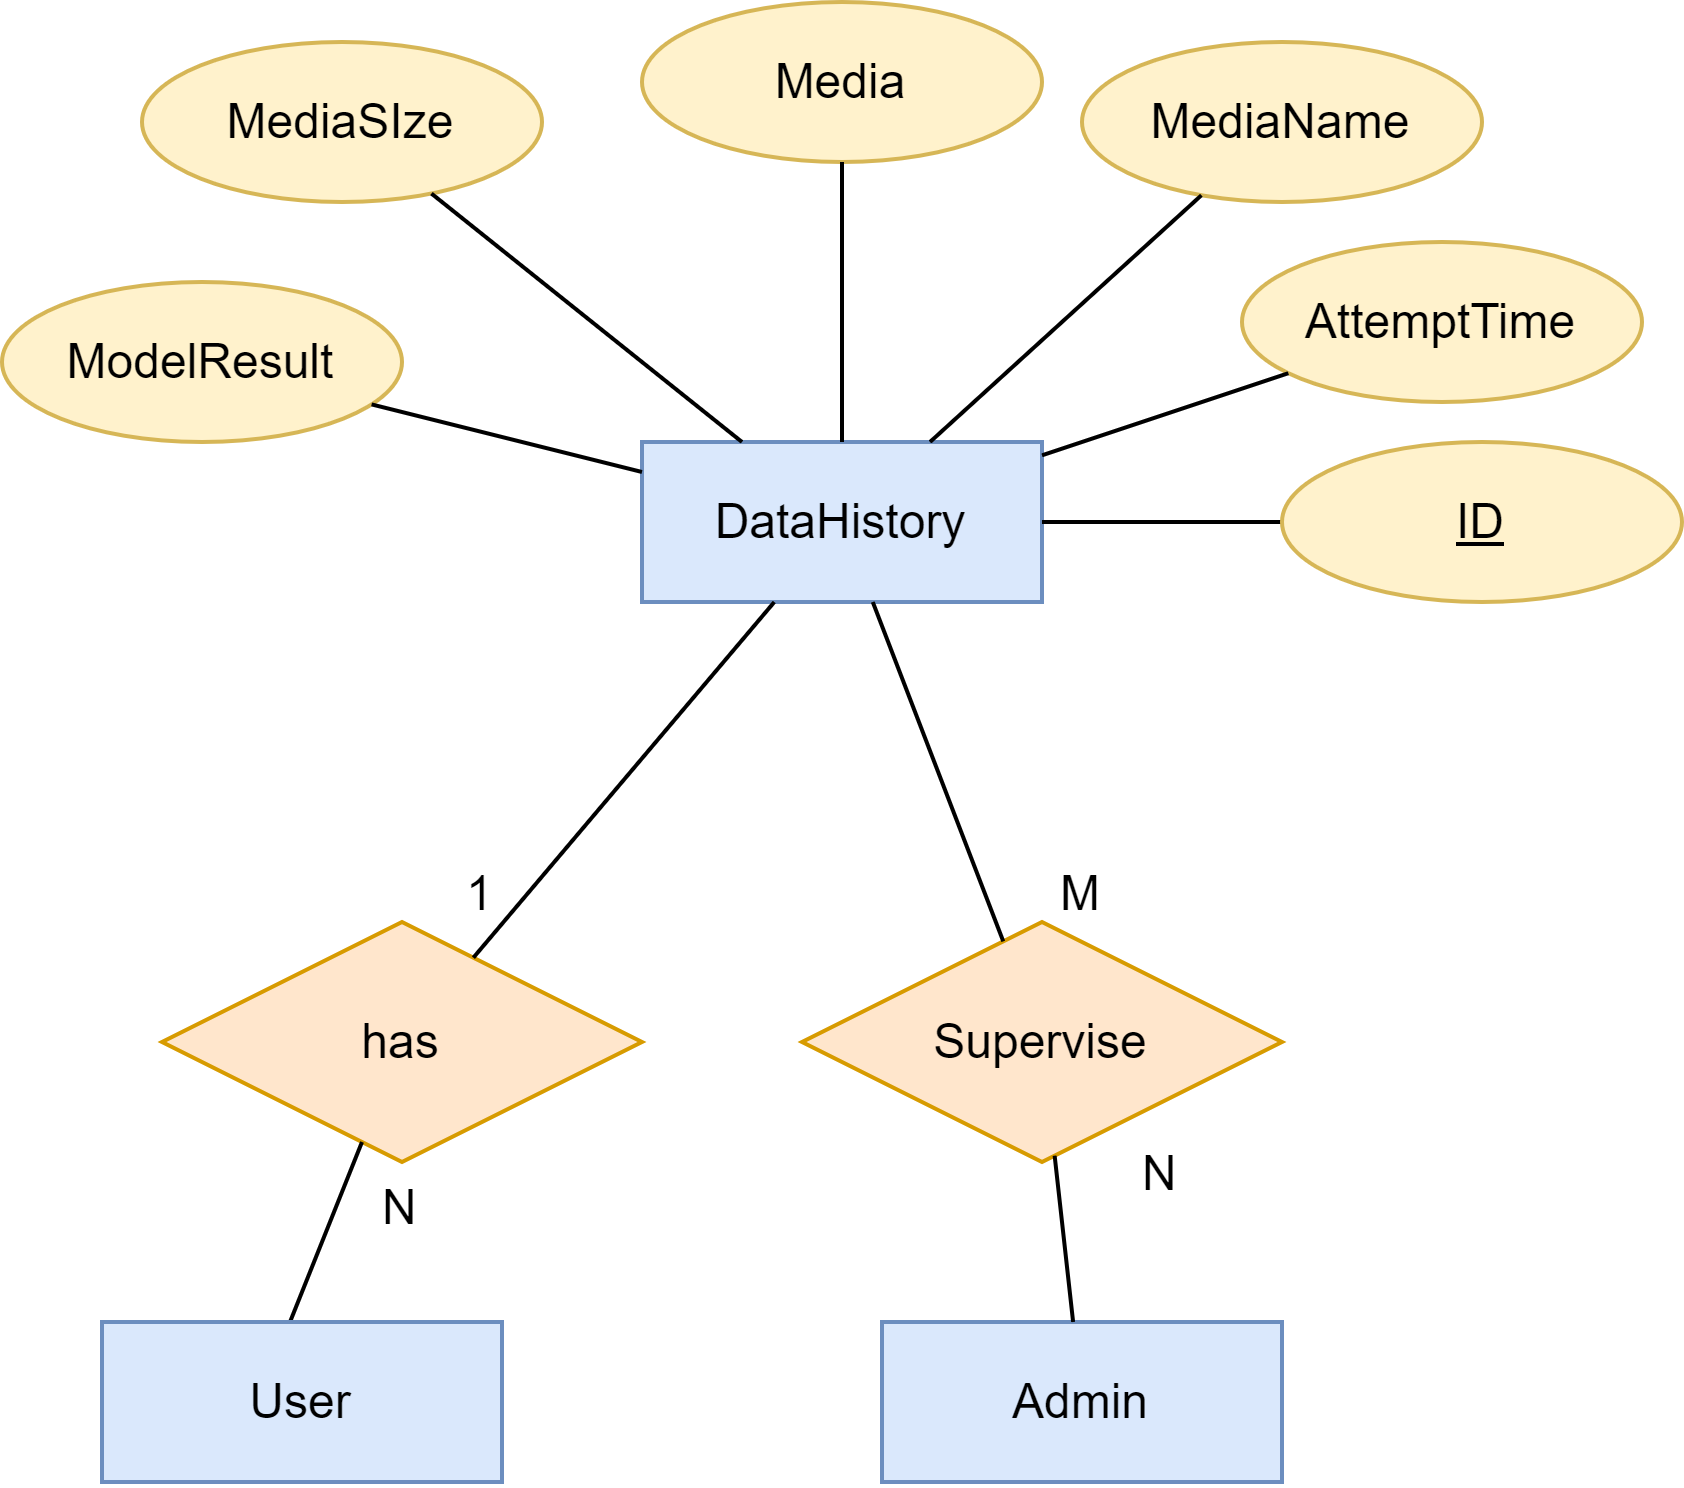 Media
MediaSIze
MediaName
AttemptTime
ModelResult
DataHistory
ID
1
M
has
Supervise
N
N
User
Admin